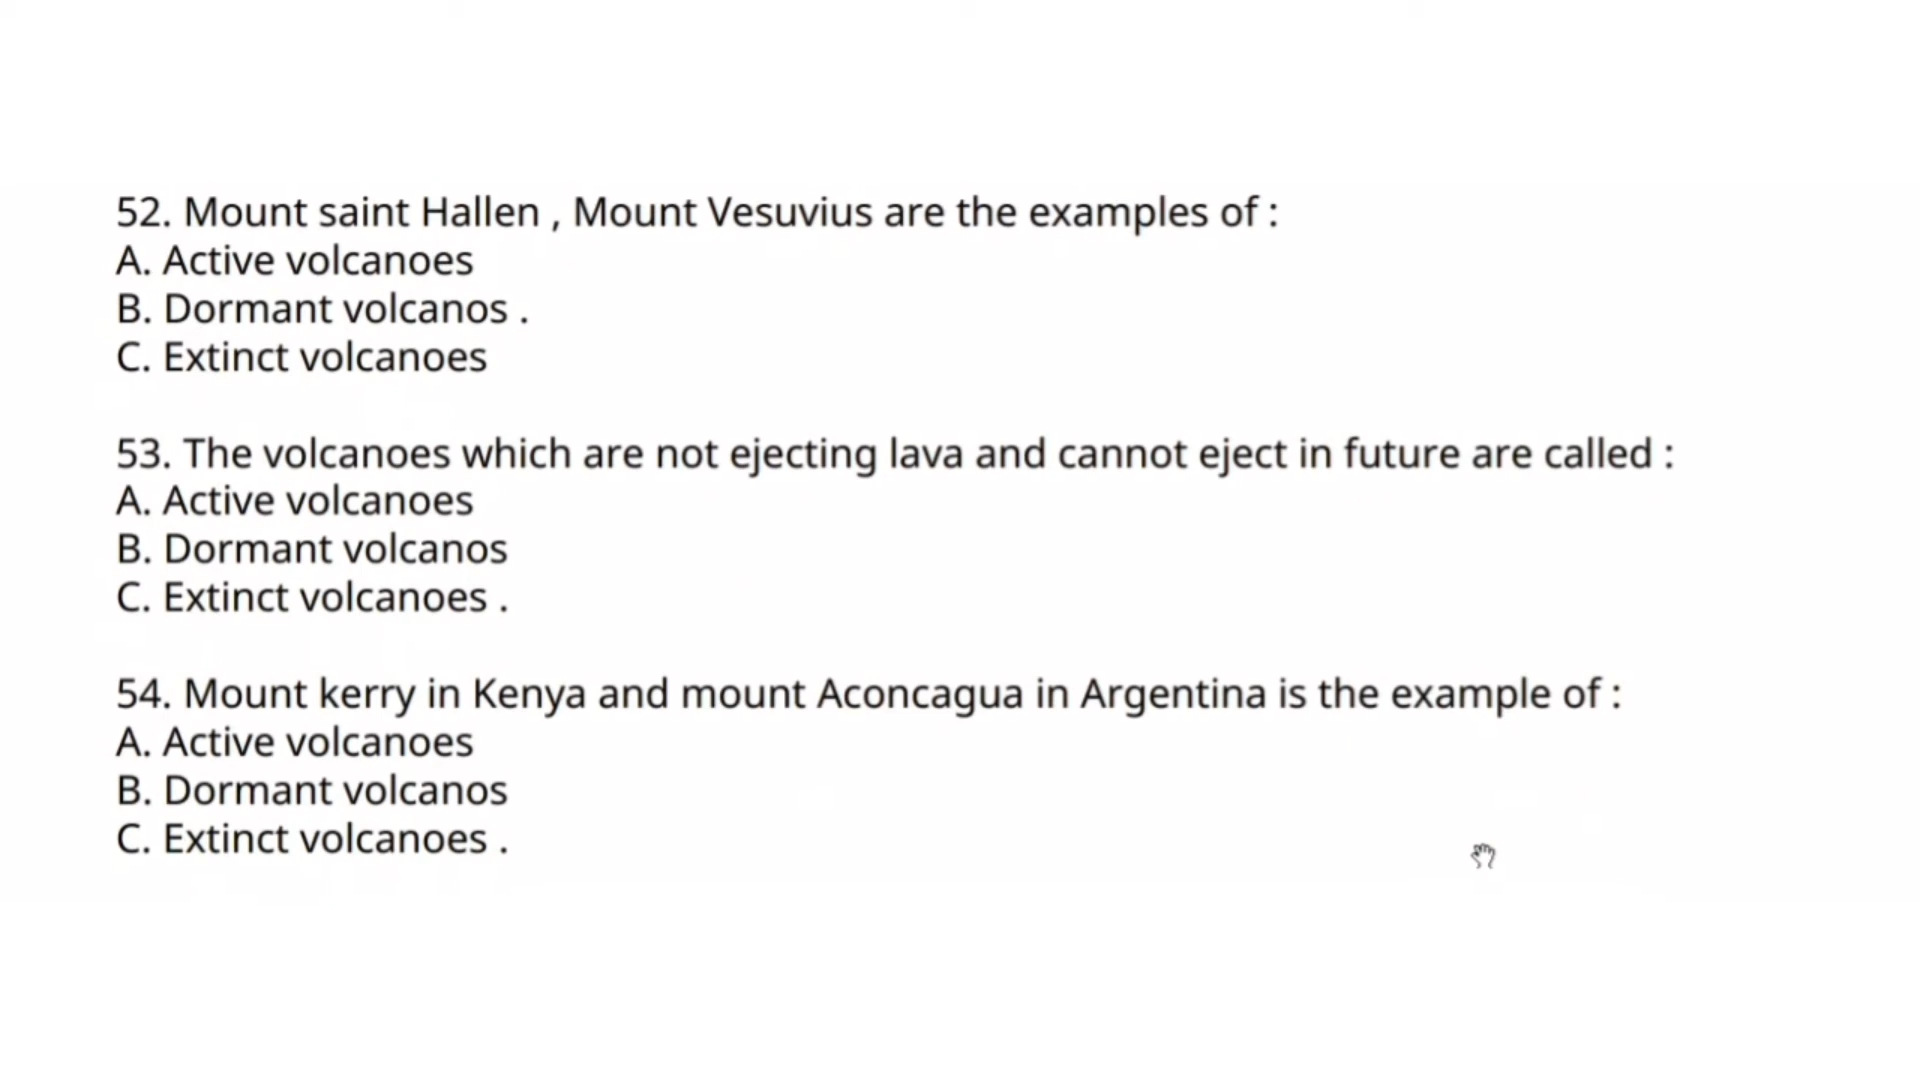 52. Mount saint Hallen , Mount Vesuvius are the examples of :
A. Active volcanoes
B. Dormant volcanos .
C. Extinct volcanoes
53. The volcanoes which are not ejecting lava and cannot eject in future are called :
A. Active volcanoes
B. Dormant volcanos
C. Extinct volcanoes .
54. Mount kerry in Kenya and mount Aconcagua in Argentina is the example of :
A. Active volcanoes
B. Dormant volcanos
C. Extinct volcanoes .